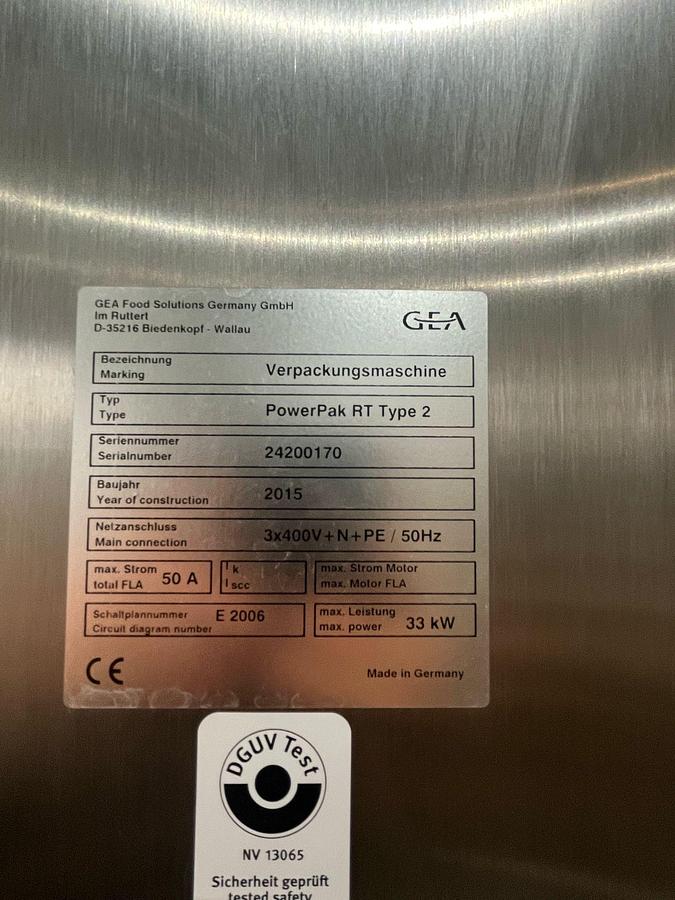 GEA Food Solutions Germany GmbH
Im Ruttert
D-35216 Biedenkopf - Wallau
GEA
Bezeichnung
Marking
Verpackungsmaschine
Typ
Type
PowerPak RT Type 2
Seriennummer
Serialnumber
24200170
Baujahr
Year of construction
2015
Netzanschluss
Main connection
3x400V+N+PE / 50Hz
max. Strom
total FLA
50 A
I k
I scc
max. Strom Motor
max. Motor FLA
Schaltplannummer
Circuit diagram number
E 2006
max. Leistung
max. power
33 kW
CE
Made in Germany
DGUV Test
NV 13065
Sicherheit geprüft
tested safety